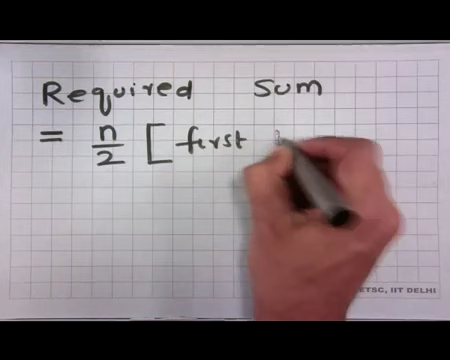 Required Sum
= n/2 [ first
ETSC, IIT DELHI